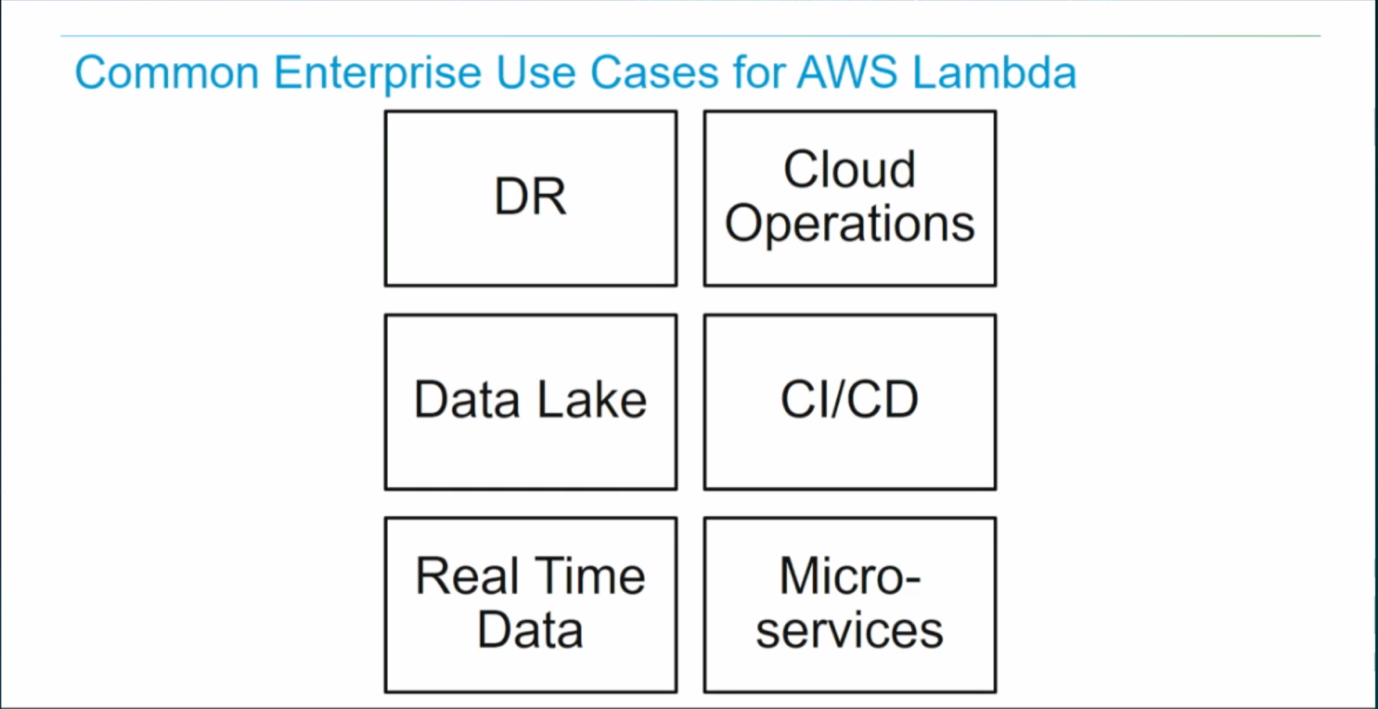 Common Enterprise Use Cases for AWS Lambda
DR
Cloud
Operations
Data Lake
CI/CD
Real Time
Data
Micro-
services